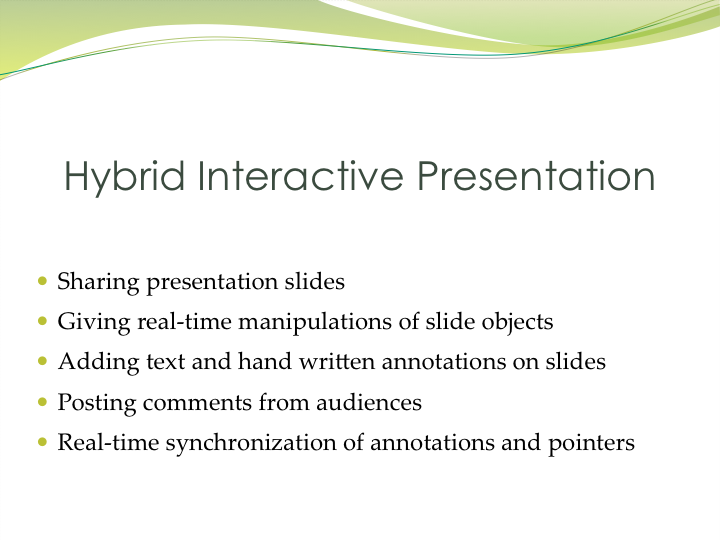 Hybrid Interactive Presentation
• Sharing presentation slides
• Giving real-time manipulations of slide objects
• Adding text and hand written annotations on slides
• Posting comments from audiences
• Real-time synchronization of annotations and pointers